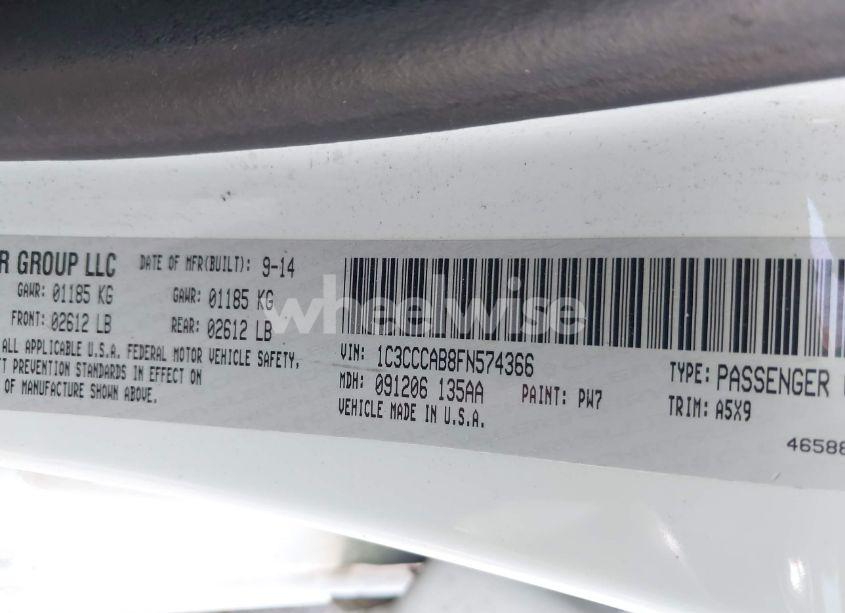 R GROUP LLC
DATE OF MFR(BUILT): 9-14
GAWR: 01185 KG
GAWR: 01185 KG
FRONT: 02612 LB
REAR: 02612 LB
ALL APPLICABLE U.S.A. FEDERAL MOTOR VEHICLE SAFETY,
T PREVENTION STANDARDS IN EFFECT ON
OF MANUFACTURE SHOWN ABOVE.
VIN: 1C3CCCAB8FN574366
MDH: 091206 135AA
PAINT: PW7
VEHICLE MADE IN U.S.A.
TYPE: PASSENGER
TRIM: A5X9
46588
wheelwise